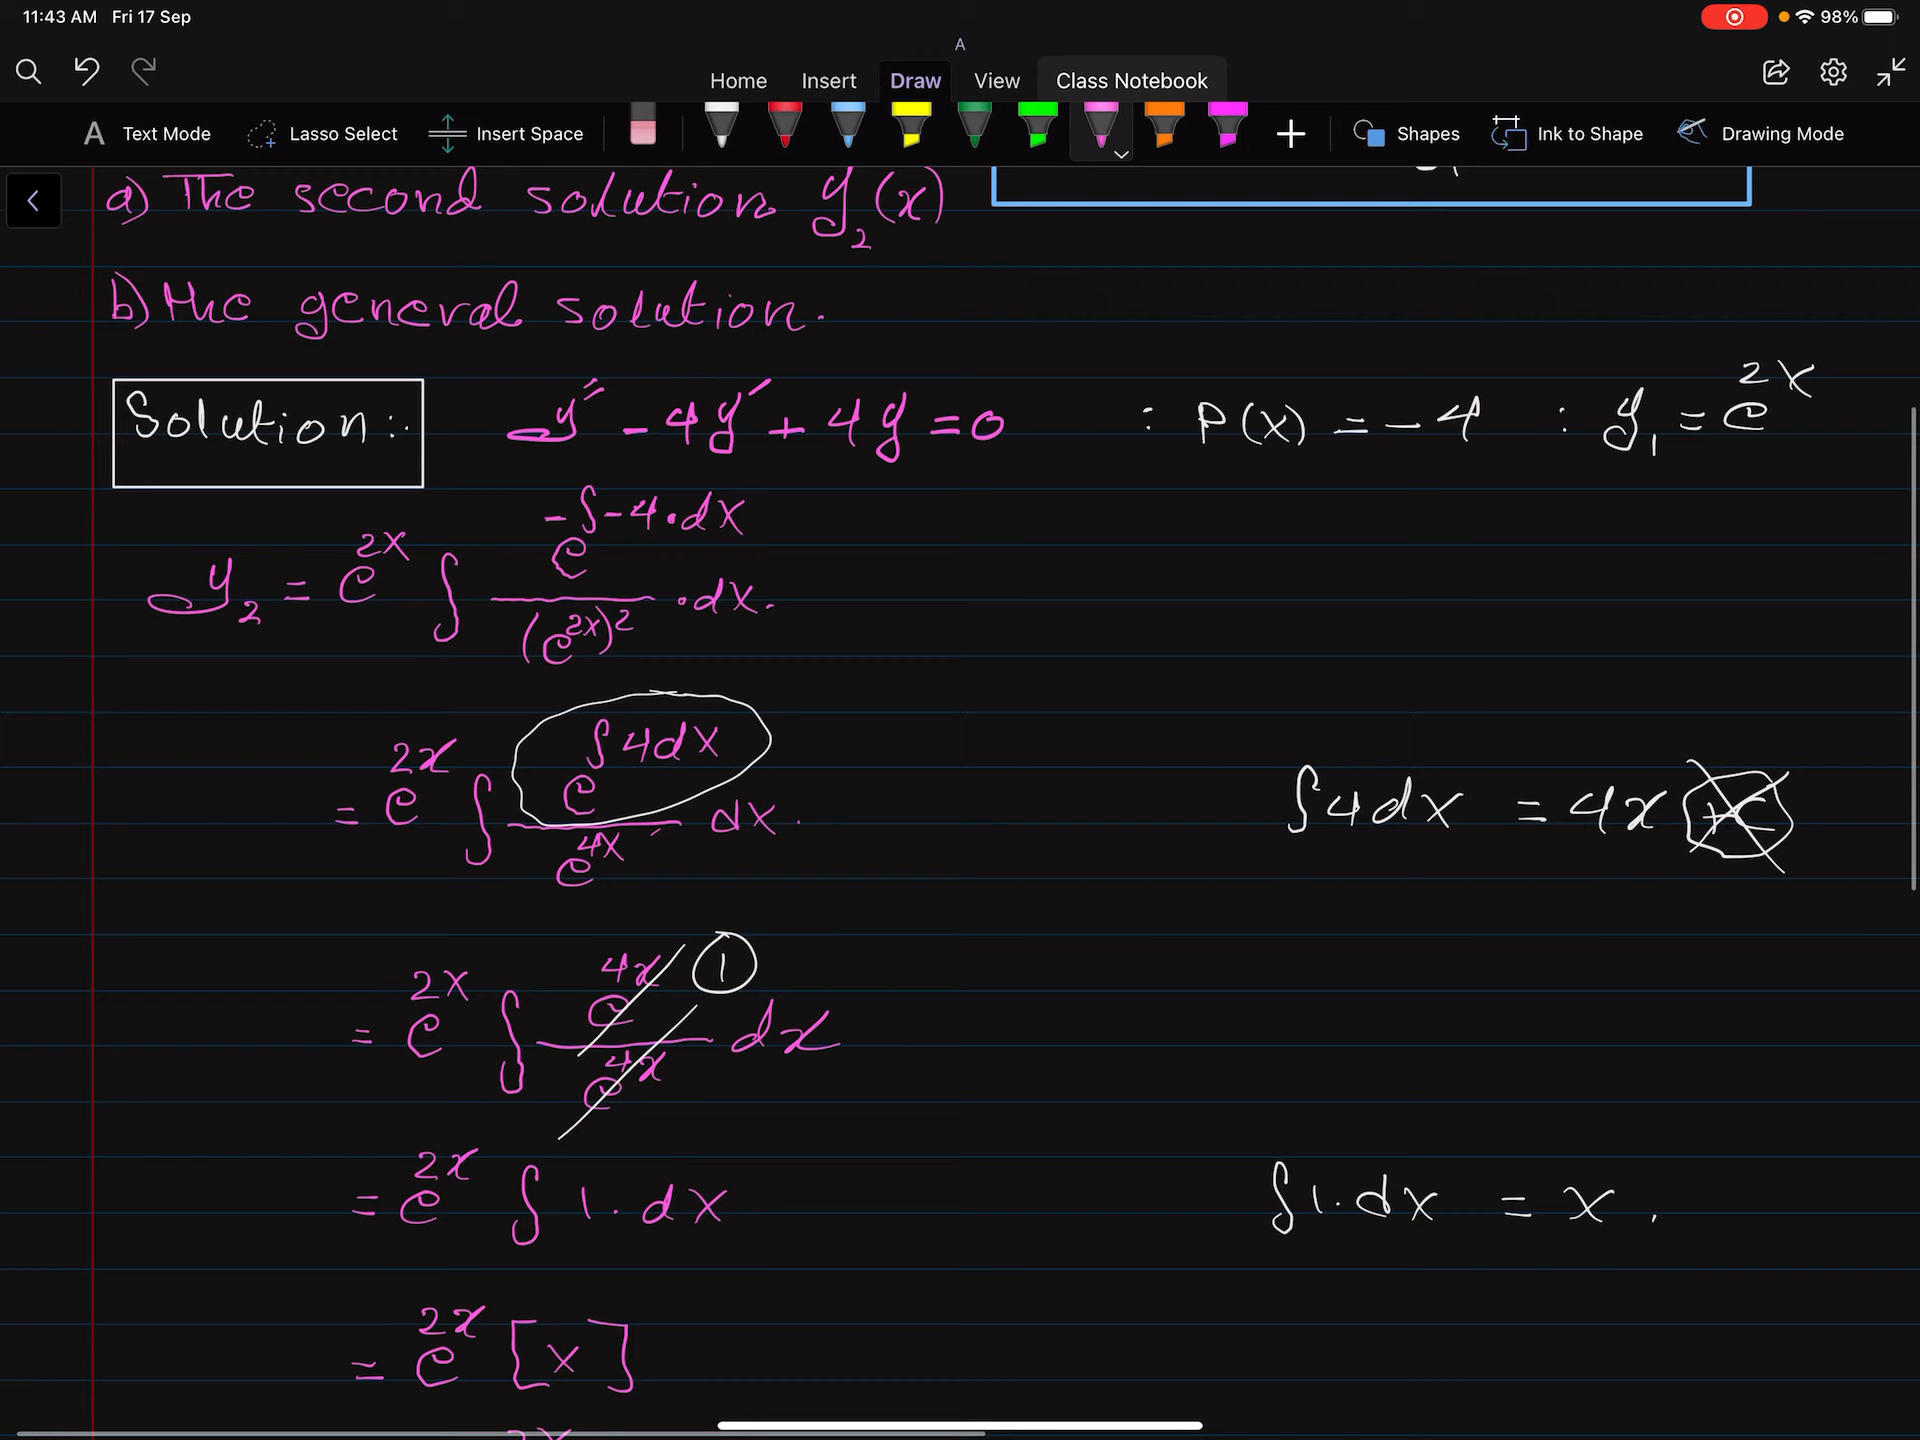 11:43 AM Fri 17 Sep 98%
A
Home Insert Draw View Class Notebook
A Text Mode Lasso Select Insert Space Shapes Ink to Shape Drawing Mode
a) The second solution y₂(x)
b) the general solution.
Solution:. y″ - 4y′ + 4y = 0 : P(x) = -4 : y₁ = e^{2x}
y₂ = e^{2x} ∫ e^{-∫-4·dx} / (e^{2x})² · dx.
= e^{2x} ∫ e^{∫4dx} / e^{4x} dx. ∫4dx = 4x +c
= e^{2x} ∫ e^{4x} / e^{4x} dx 1
= e^{2x} ∫ 1. dx ∫1. dx = x .
= e^{2x} [x]
2x